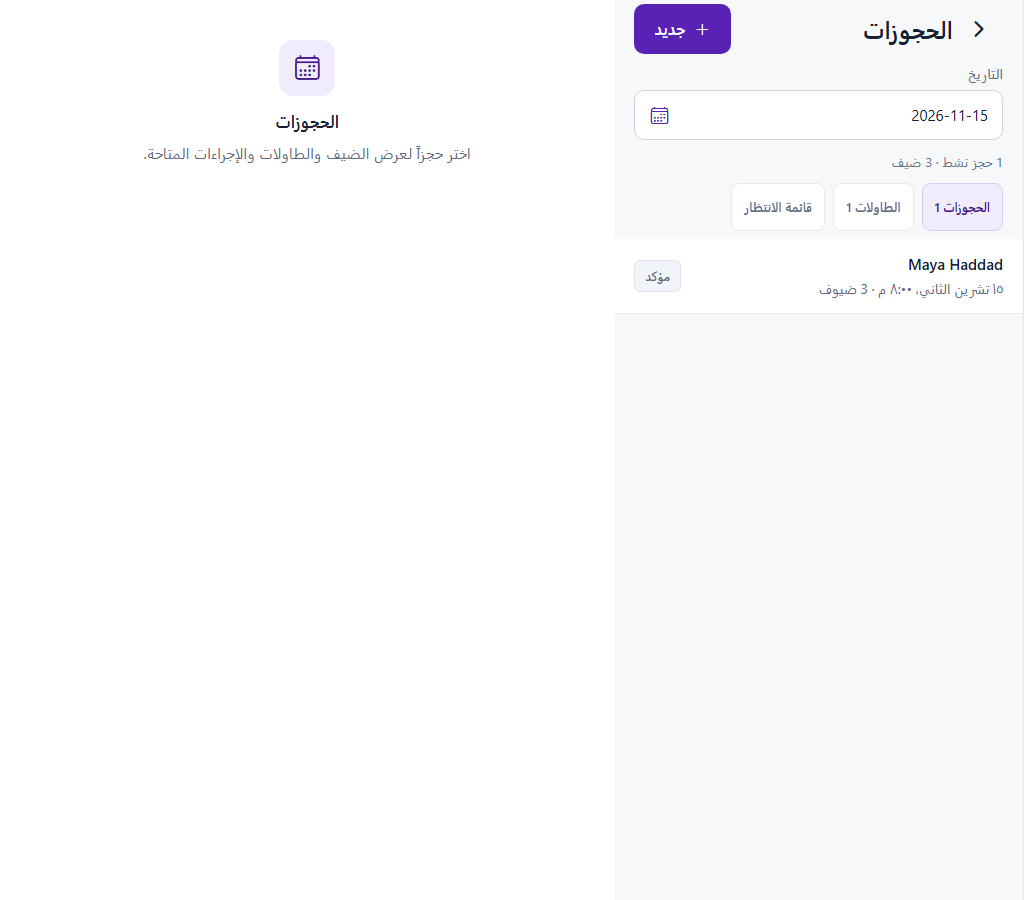 الحجوزات
جديد
التاريخ
2026-11-15
1 حجز نشط · 3 ضيف
الحجوزات 1
الطاولات 1
قائمة الانتظار
Maya Haddad
١٥ تشرين الثاني، ٨:٠٠ م · 3 ضيوف
مؤكد
الحجوزات
اختر حجزاً لعرض الضيف والطاولات والإجراءات المتاحة.